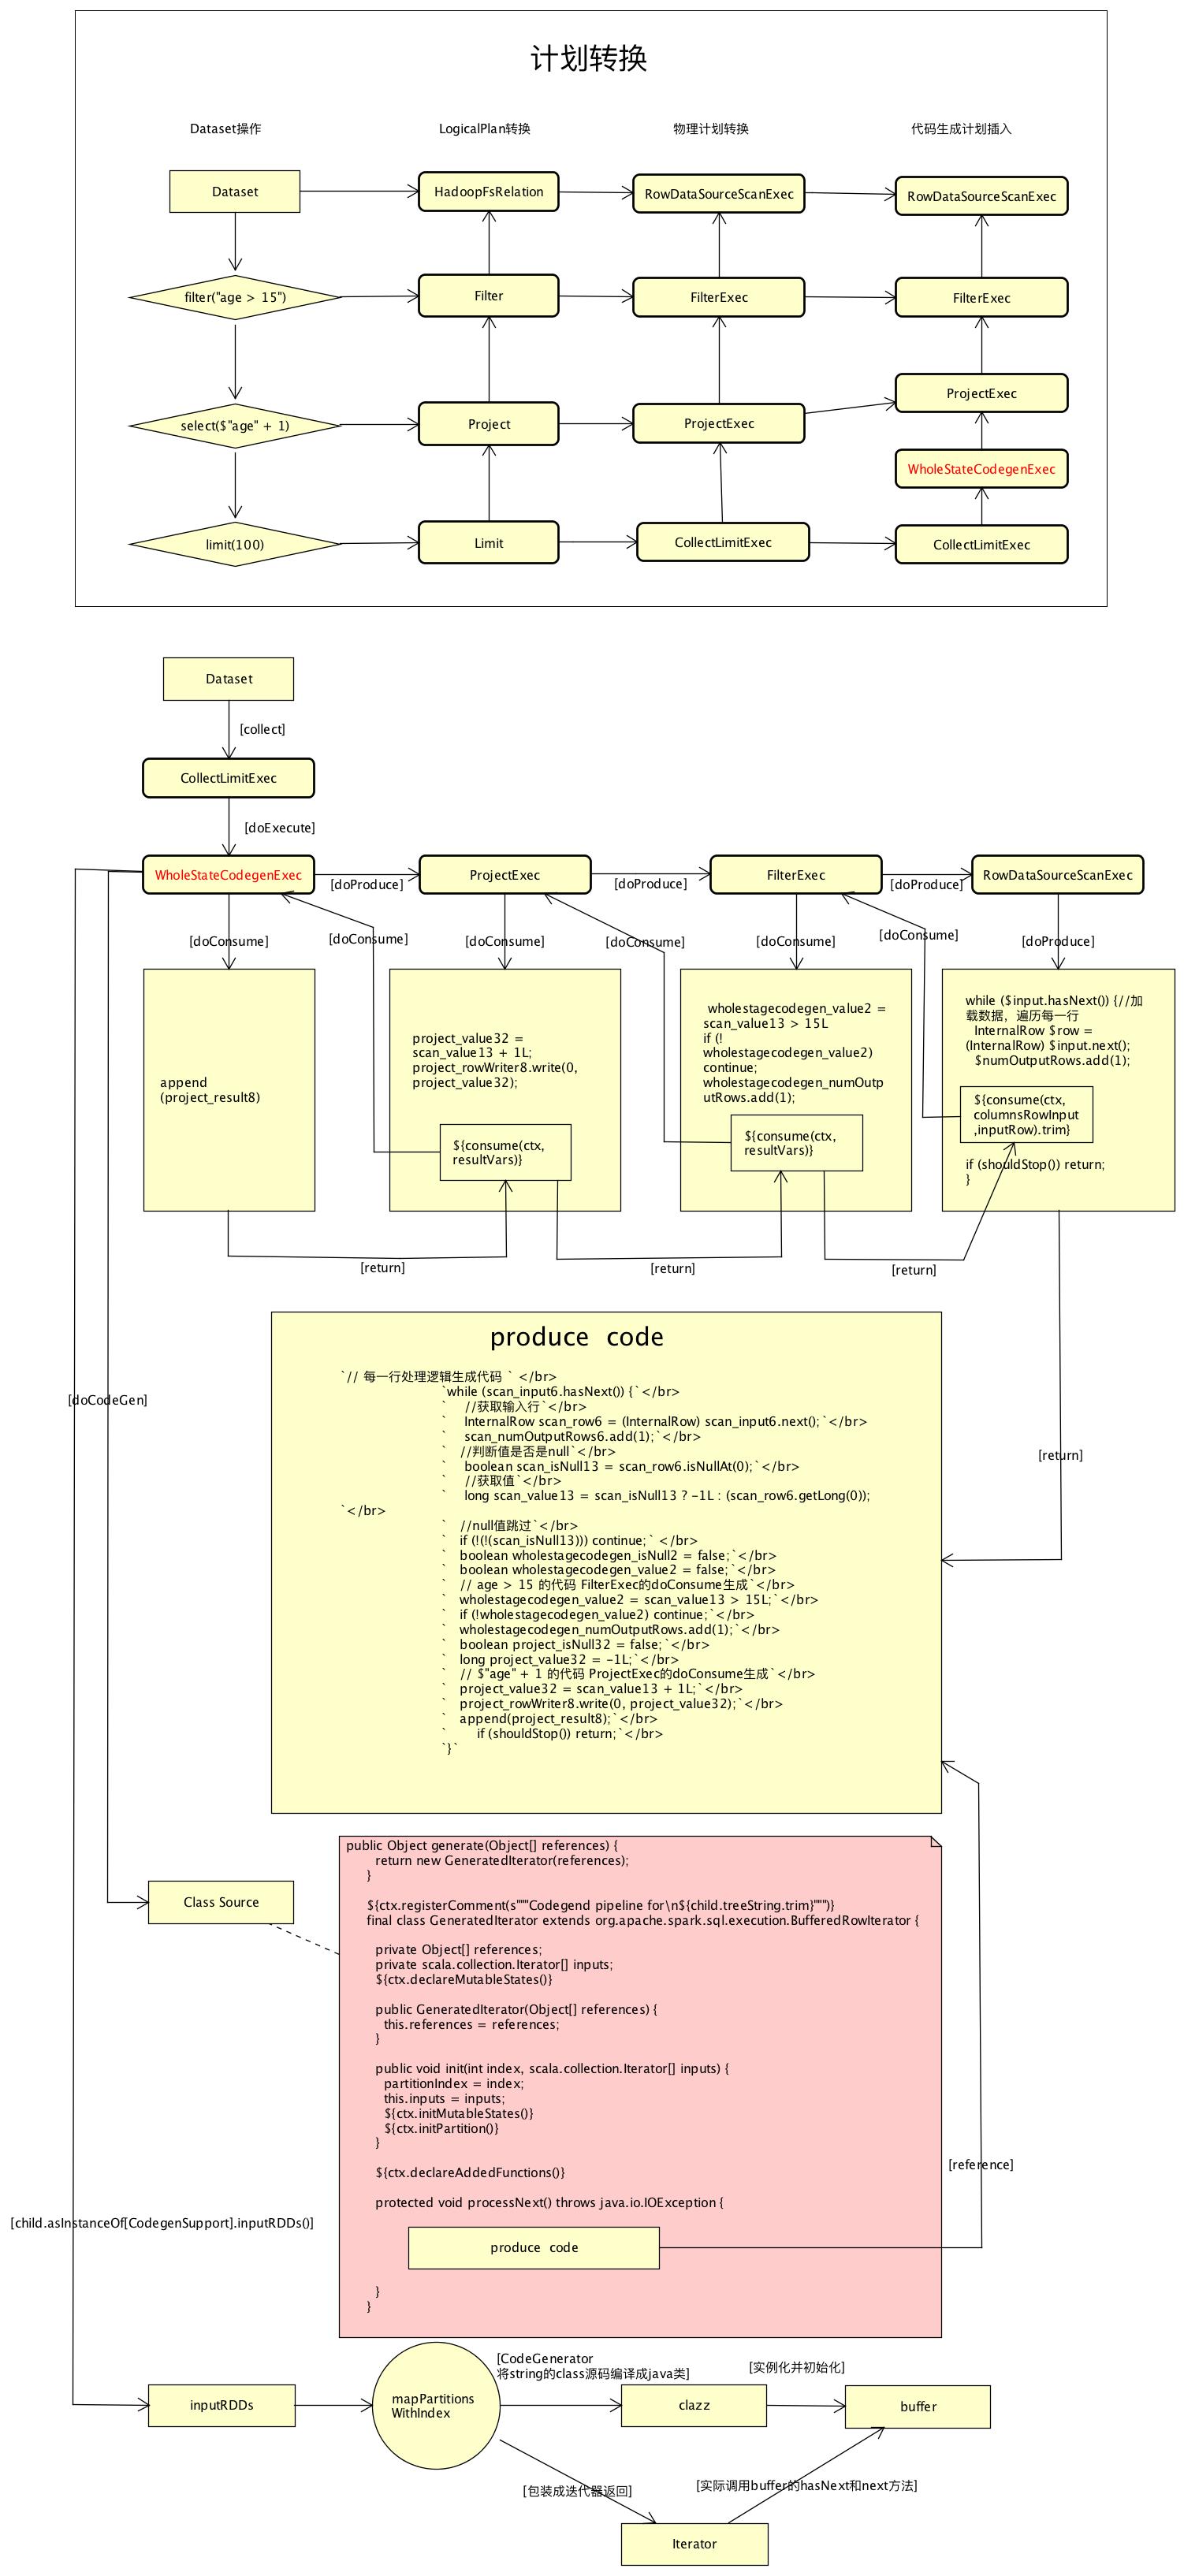 计划转换
Dataset操作
LogicalPlan转换
物理计划转换
代码生成计划插入
Dataset
HadoopFsRelation
RowDataSourceScanExec
RowDataSourceScanExec
filter("age > 15")
Filter
FilterExec
FilterExec
select($"age" + 1)
Project
ProjectExec
ProjectExec
WholeStateCodegenExec
limit(100)
Limit
CollectLimitExec
CollectLimitExec
Dataset
[collect]
CollectLimitExec
[doExecute]
WholeStateCodegenExec
[doProduce]
ProjectExec
[doProduce]
FilterExec
[doProduce]
RowDataSourceScanExec
[doConsume]
[doConsume]
[doConsume]
[doConsume]
[doConsume]
[doConsume]
[doProduce]
append
(project_result8)
project_value32 =
scan_value13 + 1L;
project_rowWriter8.write(0,
project_value32);
${consume(ctx,
resultVars)}
wholestagecodegen_value2 =
scan_value13 > 15L
if (!
wholestagecodegen_value2)
continue;
wholestagecodegen_numOutp
utRows.add(1);
${consume(ctx,
resultVars)}
while ($input.hasNext()) {//加
载数据，遍历每一行
InternalRow $row =
(InternalRow) $input.next();
$numOutputRows.add(1);
${consume(ctx,
columnsRowInput
,inputRow).trim}
if (shouldStop()) return;
}
[return]
[return]
[return]
produce code
`// 每一行处理逻辑生成代码 ` </br>
`while (scan_input6.hasNext()) {`</br>
` //获取输入行`</br>
` InternalRow scan_row6 = (InternalRow) scan_input6.next();`</br>
` scan_numOutputRows6.add(1);`</br>
` //判断值是否是null`</br>
` boolean scan_isNull13 = scan_row6.isNullAt(0);`</br>
` //获取值`</br>
` long scan_value13 = scan_isNull13 ? -1L : (scan_row6.getLong(0));
`</br>
` //null值跳过`</br>
` if (!(!(scan_isNull13))) continue;` </br>
` boolean wholestagecodegen_isNull2 = false;`</br>
` boolean wholestagecodegen_value2 = false;`</br>
` // age > 15 的代码 FilterExec的doConsume生成`</br>
` wholestagecodegen_value2 = scan_value13 > 15L;`</br>
` if (!wholestagecodegen_value2) continue;`</br>
` wholestagecodegen_numOutputRows.add(1);`</br>
` boolean project_isNull32 = false;`</br>
` long project_value32 = -1L;`</br>
` // $"age" + 1 的代码 ProjectExec的doConsume生成`</br>
` project_value32 = scan_value13 + 1L;`</br>
` project_rowWriter8.write(0, project_value32);`</br>
` append(project_result8);`</br>
` if (shouldStop()) return;`</br>
`}`
[doCodeGen]
[return]
Class Source
public Object generate(Object[] references) {
return new GeneratedIterator(references);
}
${ctx.registerComment(s"""Codegend pipeline for\n${child.treeString.trim}""")}
final class GeneratedIterator extends org.apache.spark.sql.execution.BufferedRowIterator {
private Object[] references;
private scala.collection.Iterator[] inputs;
${ctx.declareMutableStates()}
public GeneratedIterator(Object[] references) {
this.references = references;
}
public void init(int index, scala.collection.Iterator[] inputs) {
partitionIndex = index;
this.inputs = inputs;
${ctx.initMutableStates()}
${ctx.initPartition()}
}
${ctx.declareAddedFunctions()}
protected void processNext() throws java.io.IOException {
produce code
}
}
[reference]
[child.asInstanceOf[CodegenSupport].inputRDDs()]
inputRDDs
mapPartitions
WithIndex
[CodeGenerator
将string的class源码编译成java类]
clazz
[实例化并初始化]
buffer
[包装成迭代器返回]
[实际调用buffer的hasNext和next方法]
Iterator